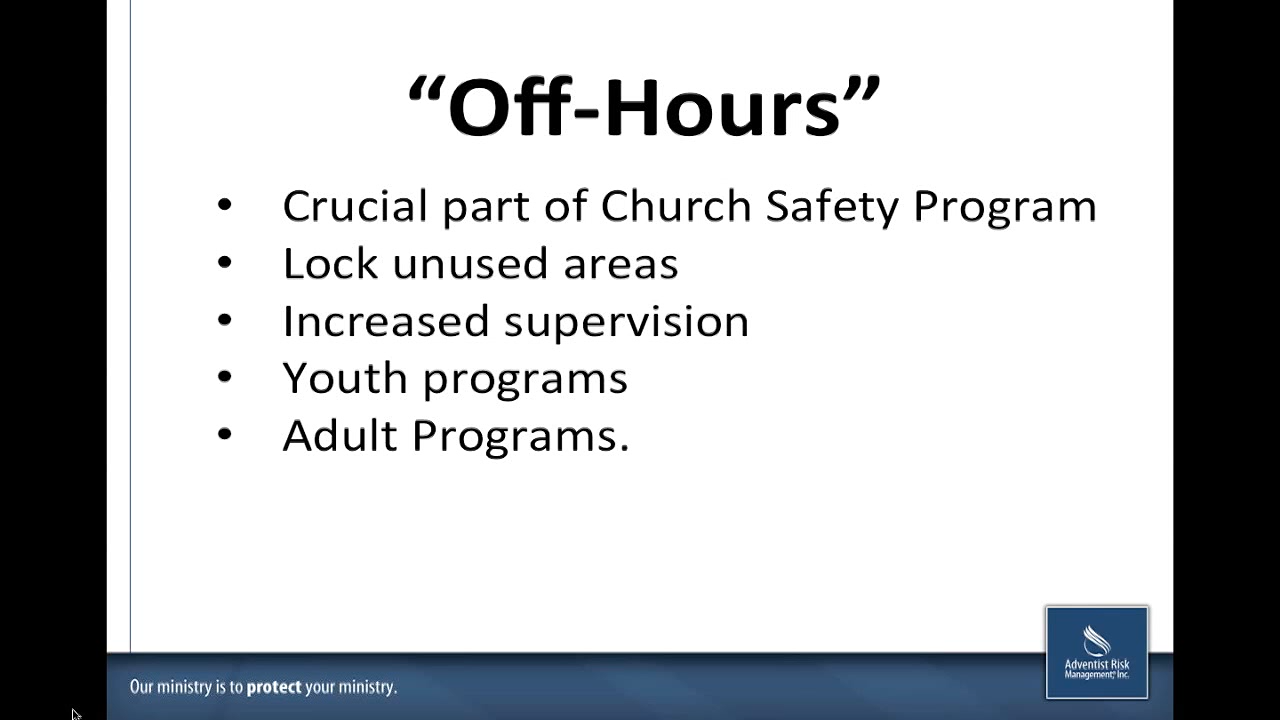 “Off-Hours”
• Crucial part of Church Safety Program
• Lock unused areas
• Increased supervision
• Youth programs
• Adult Programs.
Adventist Risk
Management, Inc.
Our ministry is to protect your ministry.